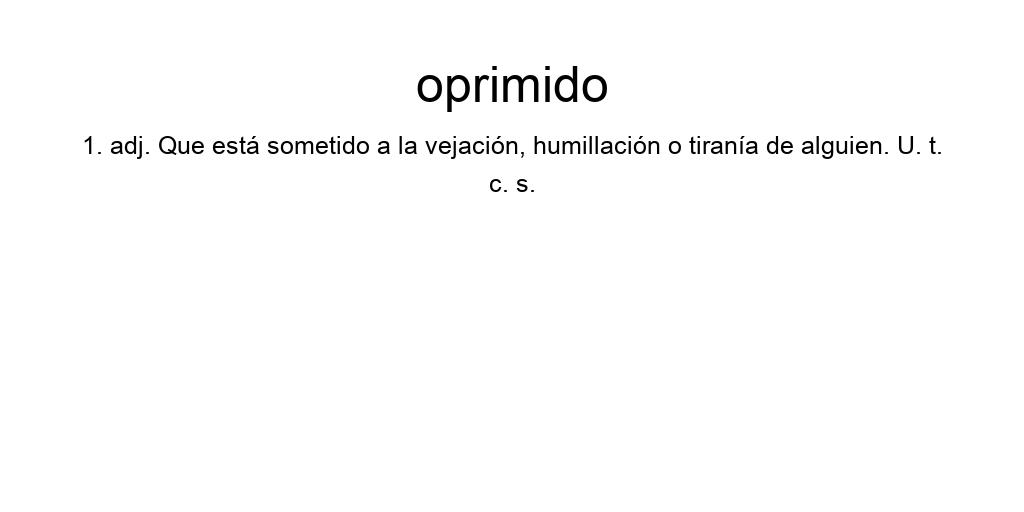 oprimido
1. adj. Que está sometido a la vejación, humillación o tiranía de alguien. U. t.
c. s.